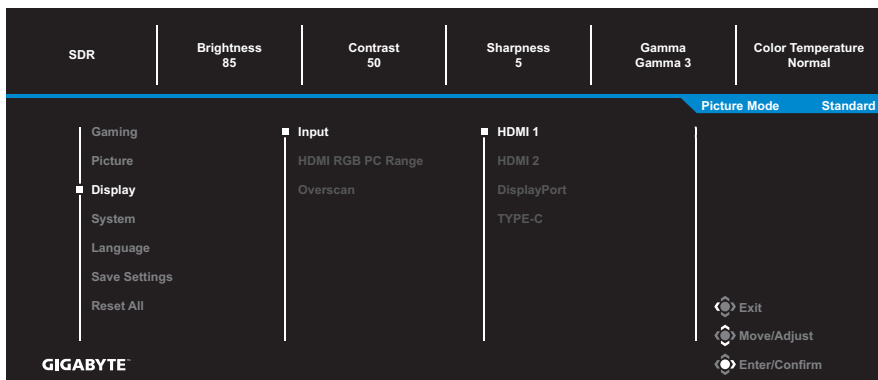 SDR
Brightness
85
Contrast
50
Sharpness
5
Gamma
Gamma 3
Color Temperature
Normal
Picture Mode Standard
Gaming
Picture
Display
System
Language
Save Settings
Reset All
Input
HDMI RGB PC Range
Overscan
HDMI 1
HDMI 2
DisplayPort
TYPE-C
Exit
Move/Adjust
Enter/Confirm
GIGABYTE™